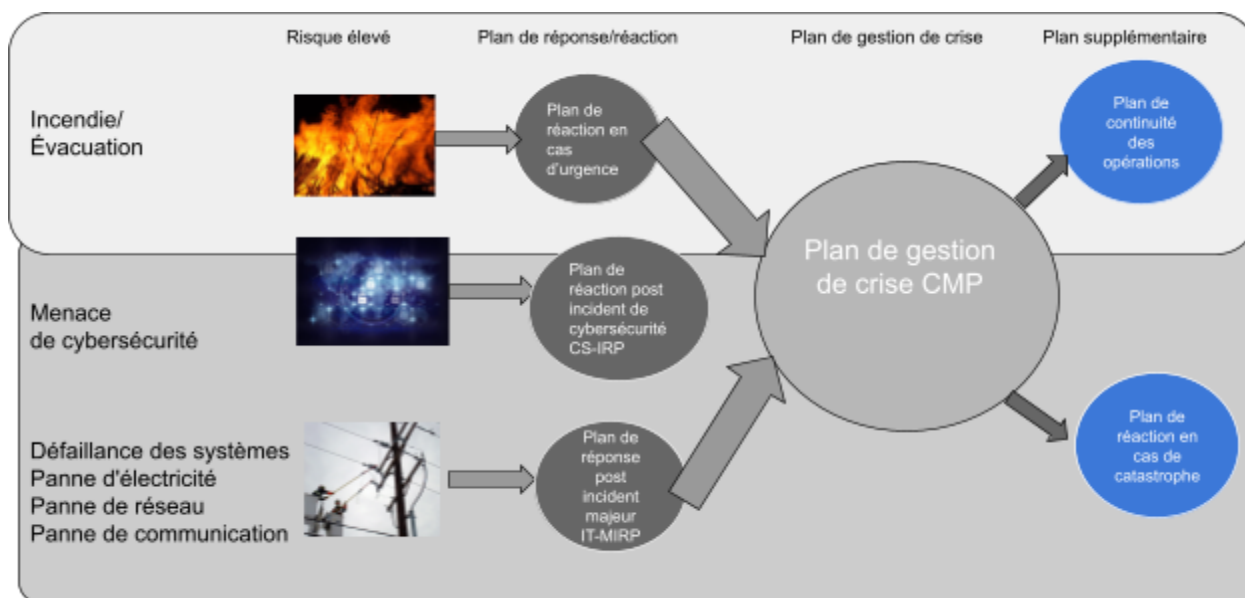 Risque élevé
Plan de réponse/réaction
Plan de gestion de crise
Plan supplémentaire
Incendie/
Évacuation
Plan de
réaction en
cas
d'urgence
Plan de
continuité
des
opérations
Plan de gestion
de crise CMP
Menace
de cybersécurité
Plan de
réaction post
incident de
cybersécurité
CS-IRP
Défaillance des systèmes
Panne d'électricité
Panne de réseau
Panne de communication
Plan de
réponse
post
incident
majeur
IT-MIRP
Plan de
réaction en
cas de
catastrophe